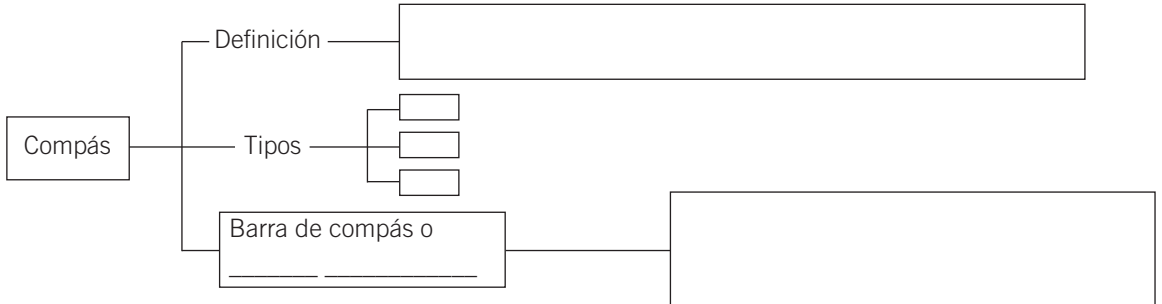 Definición
Compás
Tipos
Barra de compás o
_______ ____________